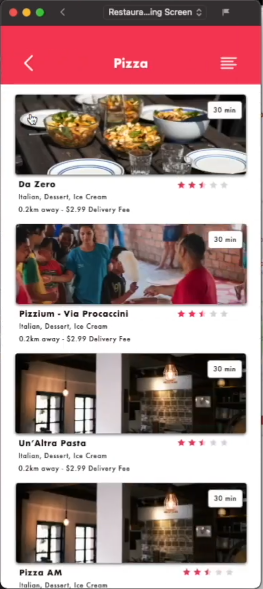 Restaura...ing Screen
Pizza
30 min
Da Zero
Italian, Dessert, Ice Cream
0.2km away - $2.99 Delivery Fee
30 min
Pizzium - Via Procaccini
Italian, Dessert, Ice Cream
0.2km away - $2.99 Delivery Fee
30 min
Un'Altra Pasta
Italian, Dessert, Ice Cream
0.2km away - $2.99 Delivery Fee
30 min
Pizza AM
Italian, Dessert, Ice Cream